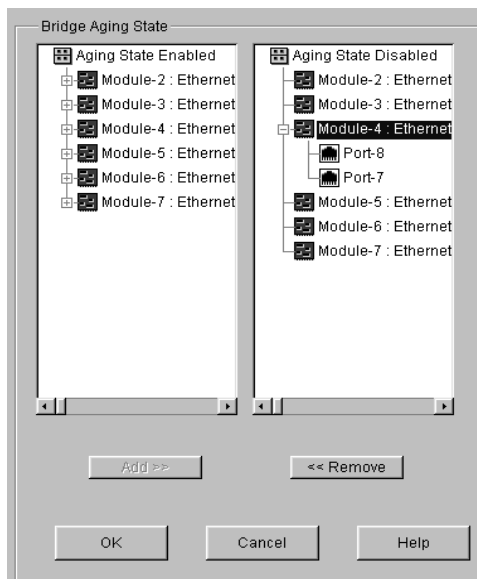 Bridge Aging State
Aging State Enabled
Module-2 : Ethernet
Module-3 : Ethernet
Module-4 : Ethernet
Module-5 : Ethernet
Module-6 : Ethernet
Module-7 : Ethernet
Aging State Disabled
Module-2 : Ethernet
Module-3 : Ethernet
Module-4 : Ethernet
Port-8
Port-7
Module-5 : Ethernet
Module-6 : Ethernet
Module-7 : Ethernet
Add >>
<< Remove
OK
Cancel
Help